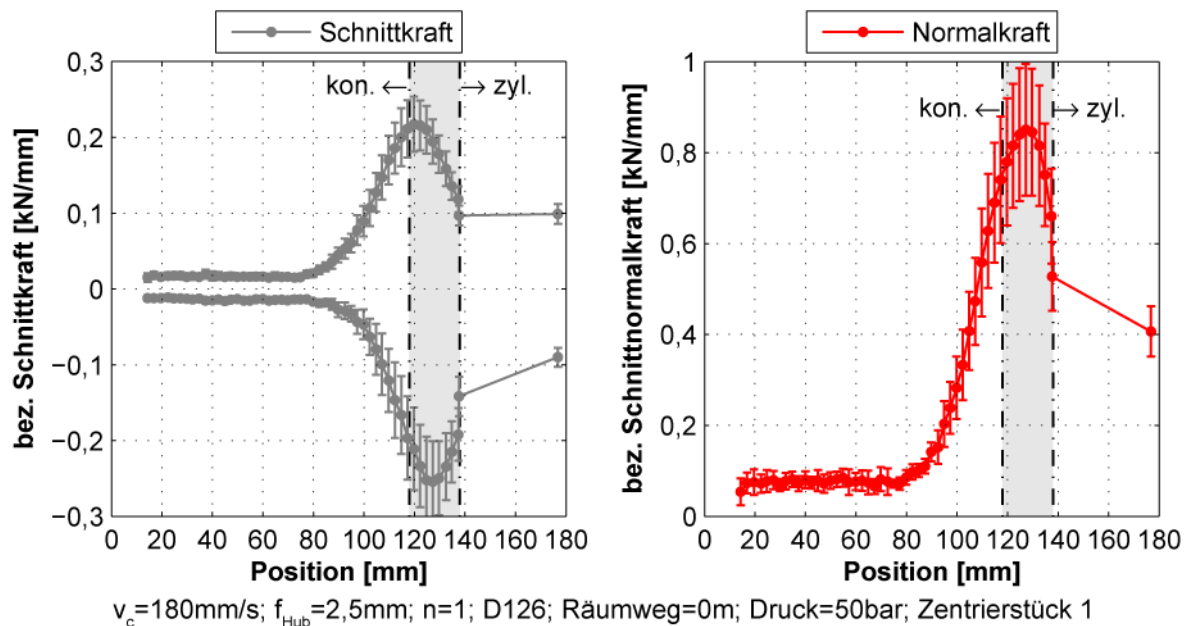 Schnittkraft
0,3
0,2
0,1
0
−0,1
−0,2
−0,3
kon.
zyl.
bez. Schnittkraft [kN/mm]
0 20 40 60 80 100 120 140 160 180
Position [mm]
Normalkraft
1
0,8
0,6
0,4
0,2
0
kon.
zyl.
bez. Schnittnormalkraft [kN/mm]
0 20 40 60 80 100 120 140 160 180
Position [mm]
v_c=180mm/s; f_Hub=2,5mm; n=1; D126; Räumweg=0m; Druck=50bar; Zentrierstück 1